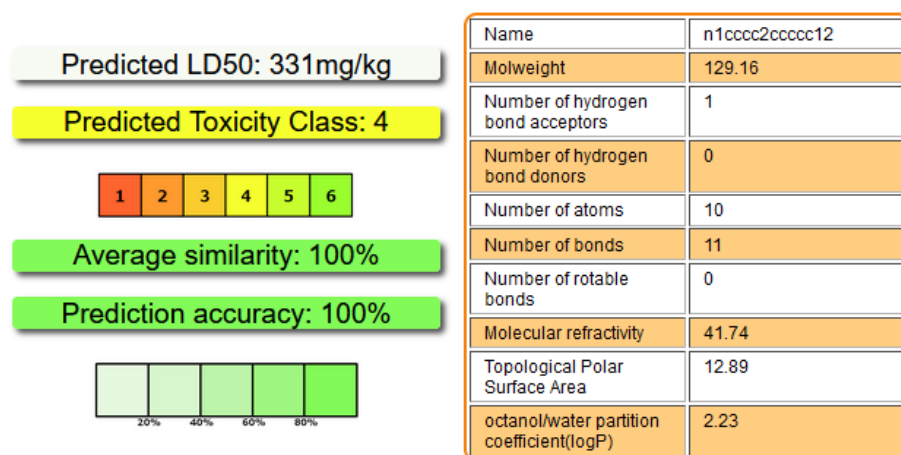 Predicted LD50: 331mg/kg
Predicted Toxicity Class: 4
1 2 3 4 5 6
Average similarity: 100%
Prediction accuracy: 100%
20% 40% 60% 80%
Name n1cccc2ccccc12
Molweight 129.16
Number of hydrogen
bond acceptors 1
Number of hydrogen
bond donors 0
Number of atoms 10
Number of bonds 11
Number of rotable
bonds 0
Molecular refractivity 41.74
Topological Polar
Surface Area 12.89
octanol/water partition
coefficient(logP) 2.23